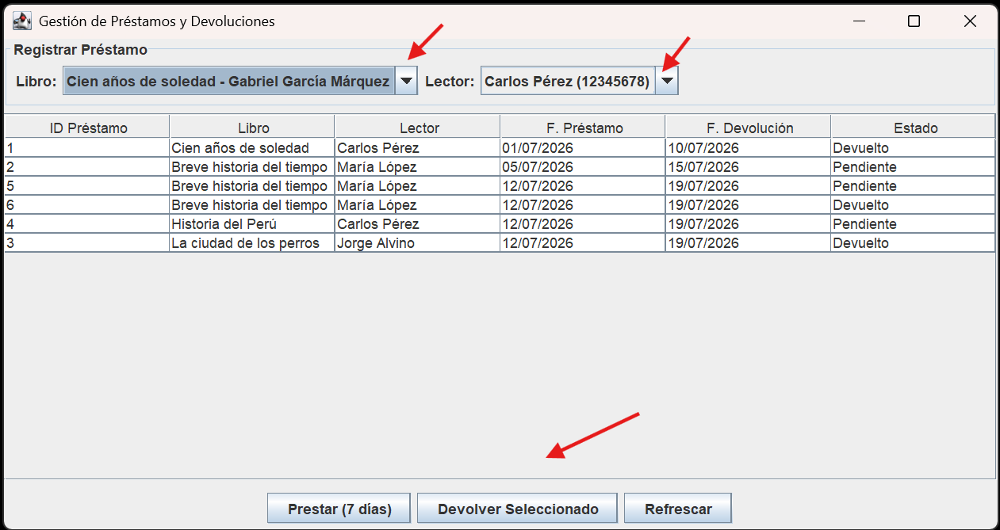 Gestión de Préstamos y Devoluciones
Registrar Préstamo
Libro: Cien años de soledad - Gabriel García Márquez Lector: Carlos Pérez (12345678)
ID Préstamo Libro Lector F. Préstamo F. Devolución Estado
1 Cien años de soledad Carlos Pérez 01/07/2026 10/07/2026 Devuelto
2 Breve historia del tiempo María López 05/07/2026 15/07/2026 Pendiente
5 Breve historia del tiempo María López 12/07/2026 19/07/2026 Pendiente
6 Breve historia del tiempo María López 12/07/2026 19/07/2026 Devuelto
4 Historia del Perú Carlos Pérez 12/07/2026 19/07/2026 Pendiente
3 La ciudad de los perros Jorge Alvino 12/07/2026 19/07/2026 Devuelto
Prestar (7 días) Devolver Seleccionado Refrescar